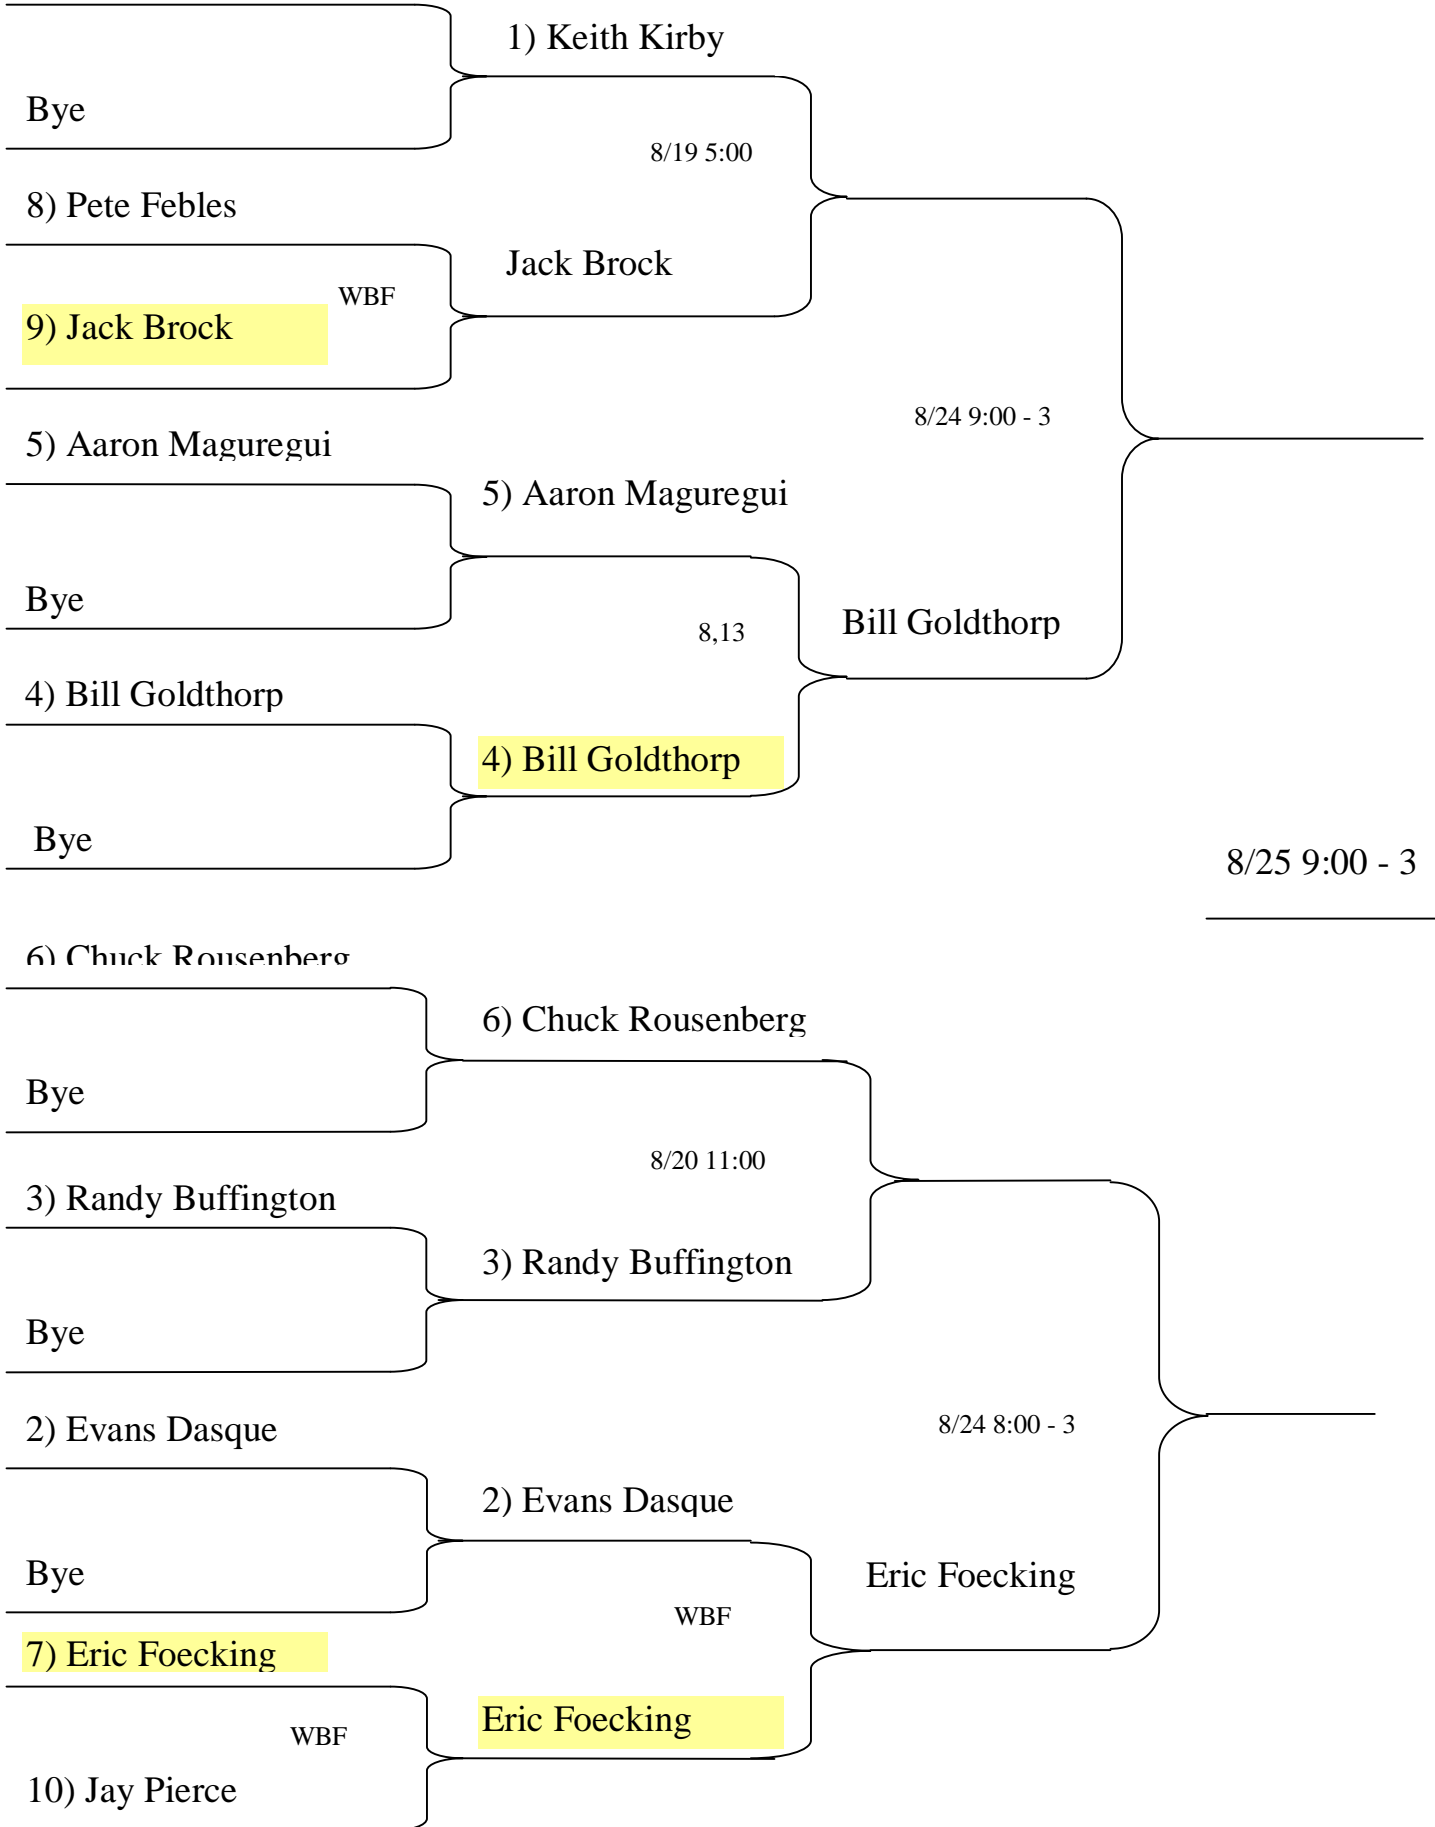 1) Keith Kirby
Bye
8/19 5:00
8) Pete Febles
Jack Brock
WBF
9) Jack Brock
8/24 9:00 - 3
5) Aaron Maguregui
5) Aaron Maguregui
Bye
8,13
Bill Goldthorp
4) Bill Goldthorp
4) Bill Goldthorp
Bye
8/25 9:00 - 3
6) Chuck Rousenberg
6) Chuck Rousenberg
Bye
8/20 11:00
3) Randy Buffington
3) Randy Buffington
Bye
2) Evans Dasque
8/24 8:00 - 3
2) Evans Dasque
Bye
Eric Foecking
WBF
7) Eric Foecking
Eric Foecking
WBF
10) Jay Pierce